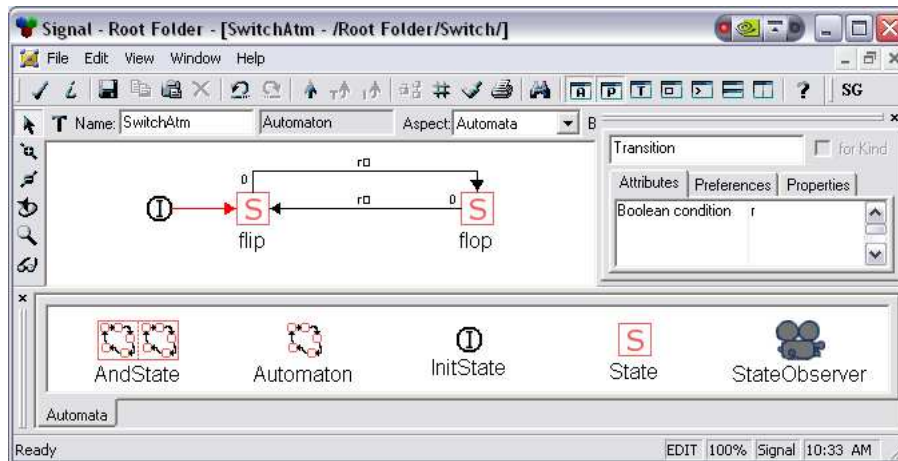 Signal - Root Folder - [SwitchAtm - /Root Folder/Switch/]
File Edit View Window Help
SG
T Name: SwitchAtm Automaton Aspect: Automata B
Transition for Kind
Attributes Preferences Properties
Boolean condition r
r
0
I S r 0 S
flip flop
I S
AndState Automaton InitState State StateObserver
Automata
Ready EDIT 100% Signal 10:33 AM